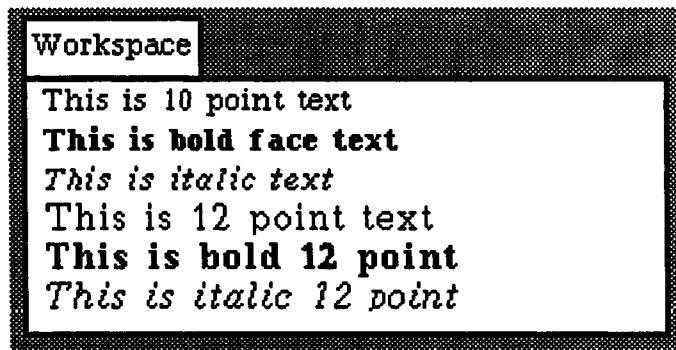 Workspace
This is 10 point text
This is bold face text
This is italic text
This is 12 point text
This is bold 12 point
This is italic 12 point